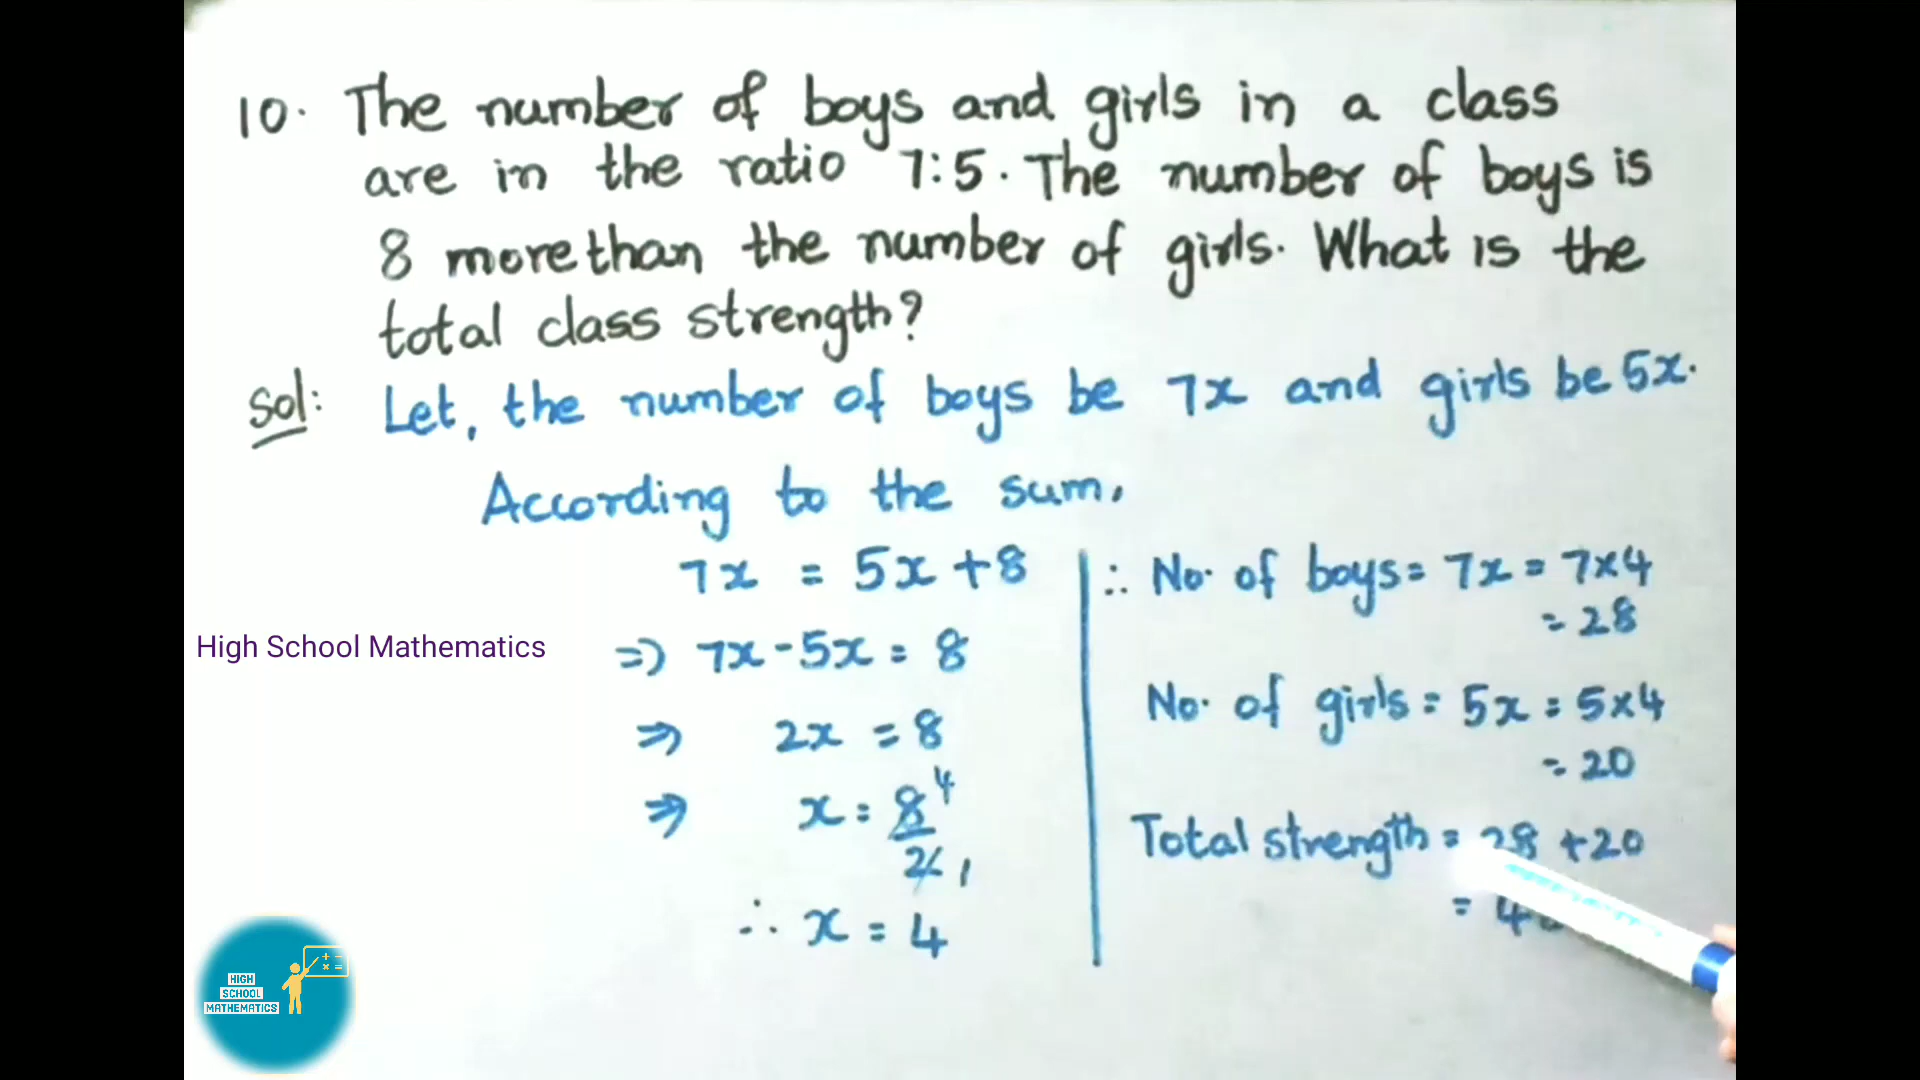 10. The number of boys and girls in a class
are in the ratio 7:5. The number of boys is
8 more than the number of girls. What is the
total class strength?
Sol: Let, the number of boys be 7x and girls be 5x.
According to the sum,
7x = 5x + 8
=> 7x - 5x = 8
=> 2x = 8
=> x = 8/2 4 1
∴ x = 4
∴ No. of boys = 7x = 7x4
= 28
No. of girls = 5x = 5x4
= 20
Total strength = 28 + 20
= 4
High School Mathematics
HIGH
SCHOOL
MATHEMATICS